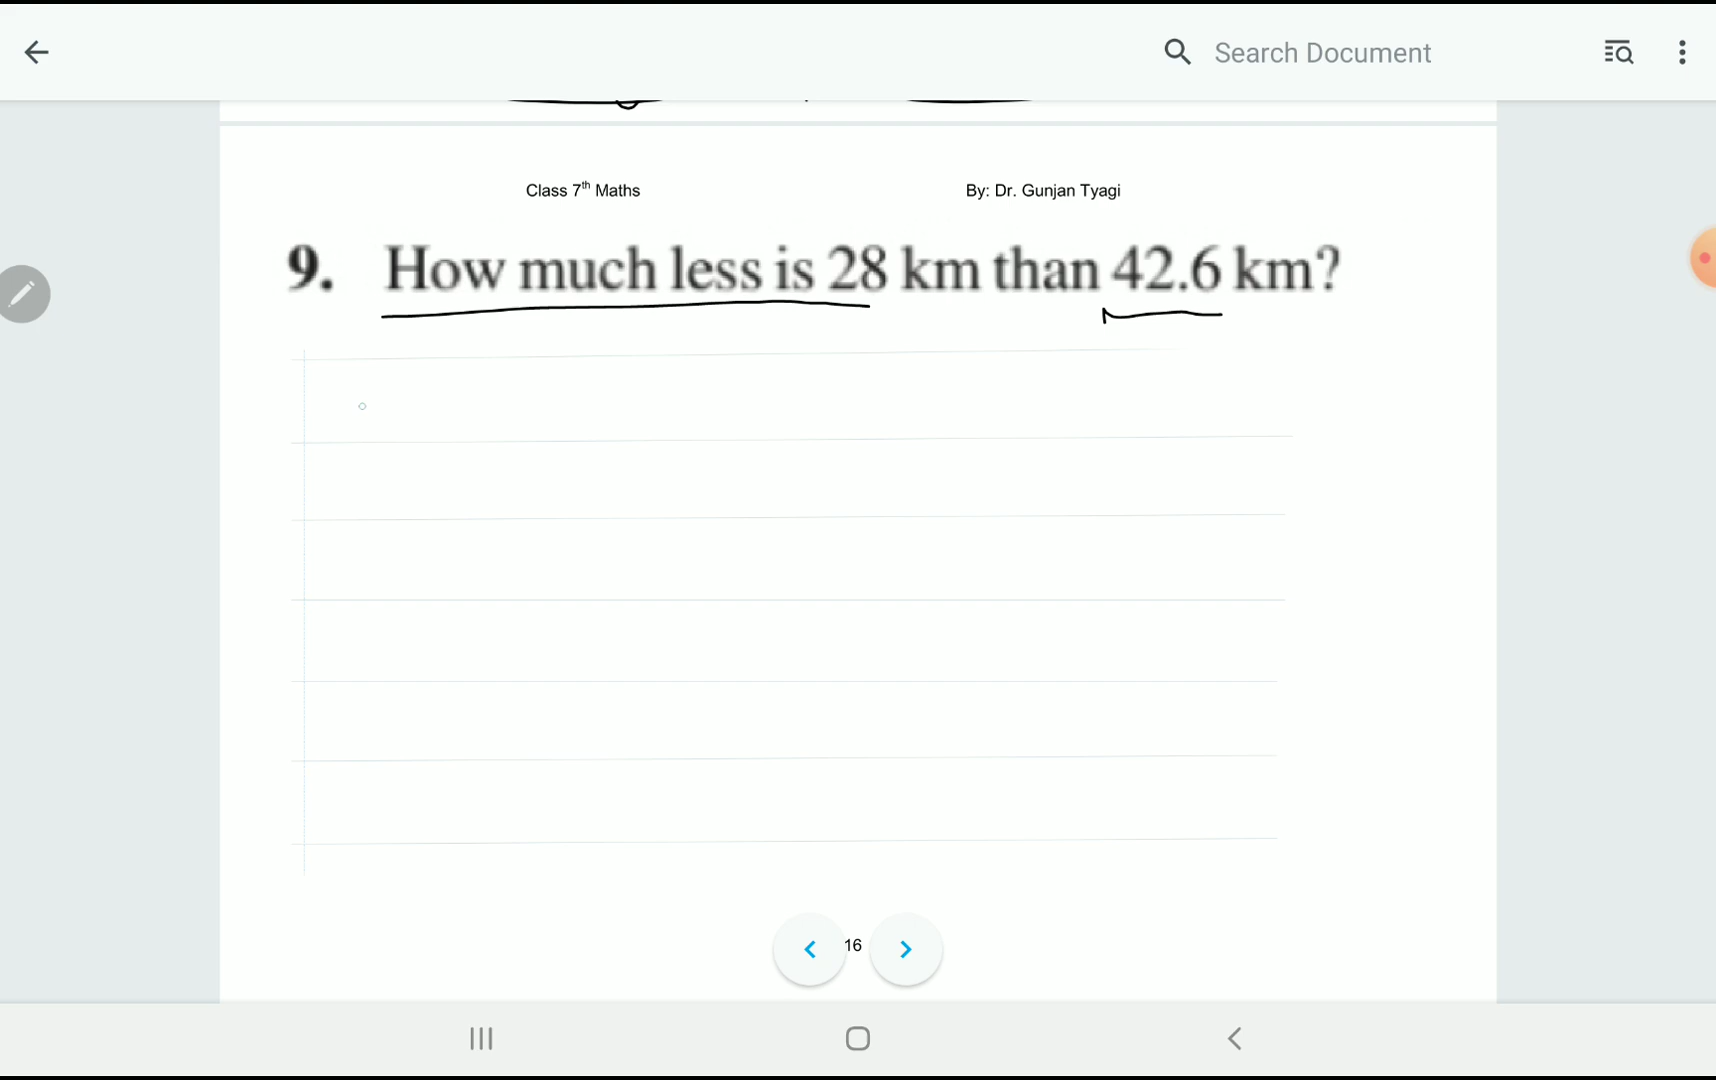 Search Document
Class 7th Maths By: Dr. Gunjan Tyagi
9. How much less is 28 km than 42.6 km?
16